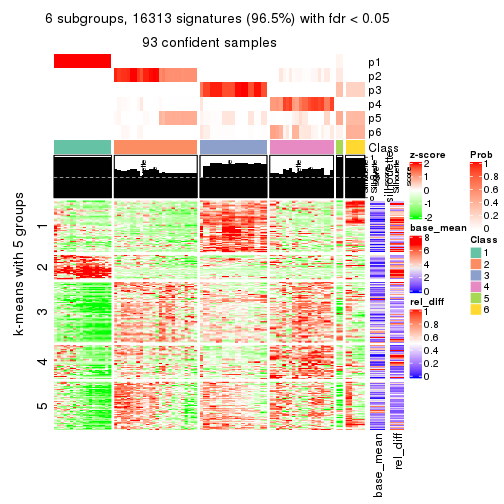 6 subgroups, 16313 signatures (96.5%) with fdr < 0.05
93 confident samples
p1
p2
p3
p4
p5
p6
Class
silhouette
k-means with 5 groups
1
2
3
4
5
base_mean
rel_diff
z-score
2
1
0
-1
-2
base_mean
8
6
4
2
0
rel_diff
1
0.8
0.6
0.4
0.2
0
Prob
1
0.8
0.6
0.4
0.2
0
Class
1
2
3
4
5
6